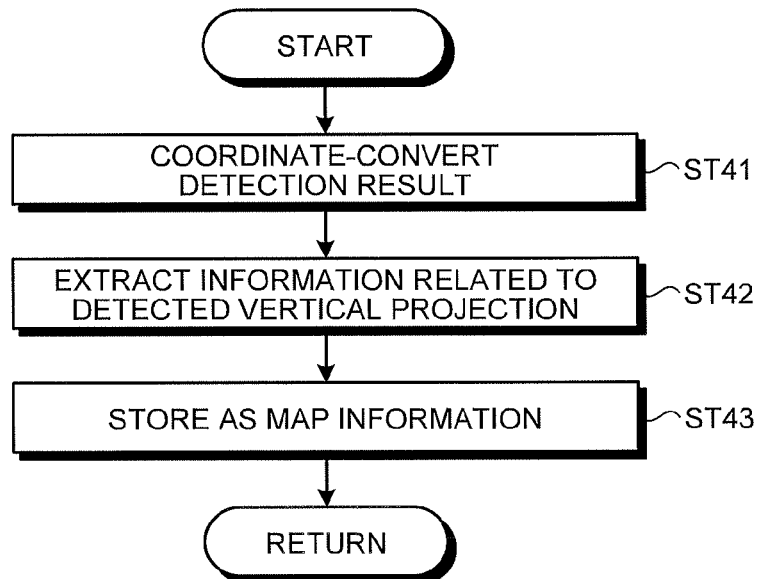 START
COORDINATE-CONVERT
DETECTION RESULT
ST41
EXTRACT INFORMATION RELATED TO
DETECTED VERTICAL PROJECTION
ST42
STORE AS MAP INFORMATION
ST43
RETURN